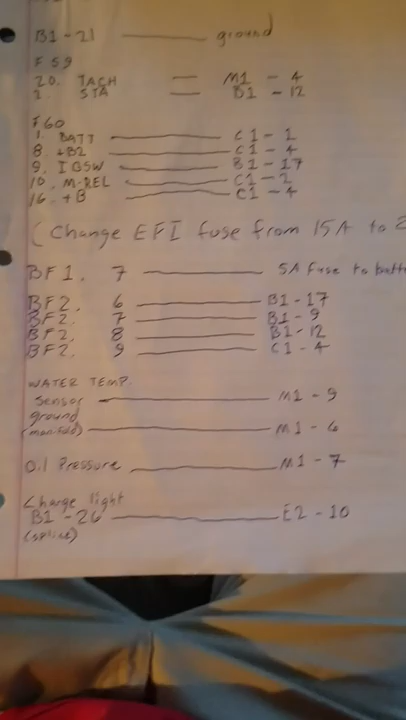 B1-21 ground
F59
20. TACH — M1 - 4
2. STA — B1 - 12
F60
1. BATT C1 - 1
8. +B2 C1 - 4
9. IGSW B1 - 17
10. M-REL C1 - 2
16. +B C1 - 4
(Change EFI fuse from 15A to 2
BF1. 7 5A fuse to batt
BF2. 6 B1-17
BF2. 7 B1-9
BF2. 8 B1-12
BF2. 9 C1-4
WATER TEMP
Sensor M1 - 9
ground
(manifold) M1 - 6
Oil Pressure M1 - 7
Charge light
B1 - 26 E2 - 10
(splice)